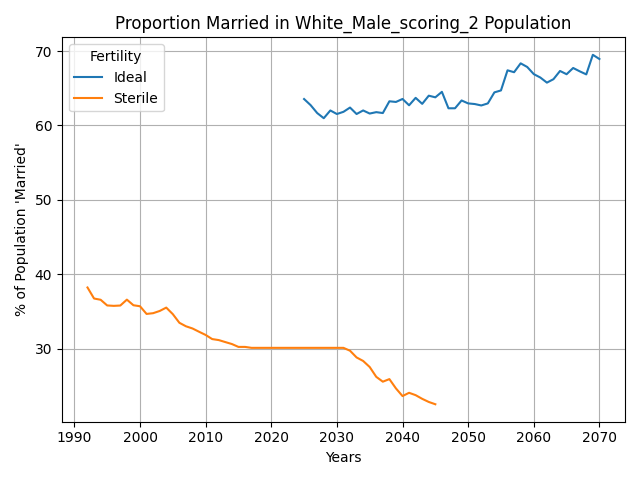 Proportion Married in White_Male_scoring_2 Population
Fertility
Ideal
Sterile
% of Population 'Married'
70
60
50
40
30
1990 2000 2010 2020 2030 2040 2050 2060 2070
Years